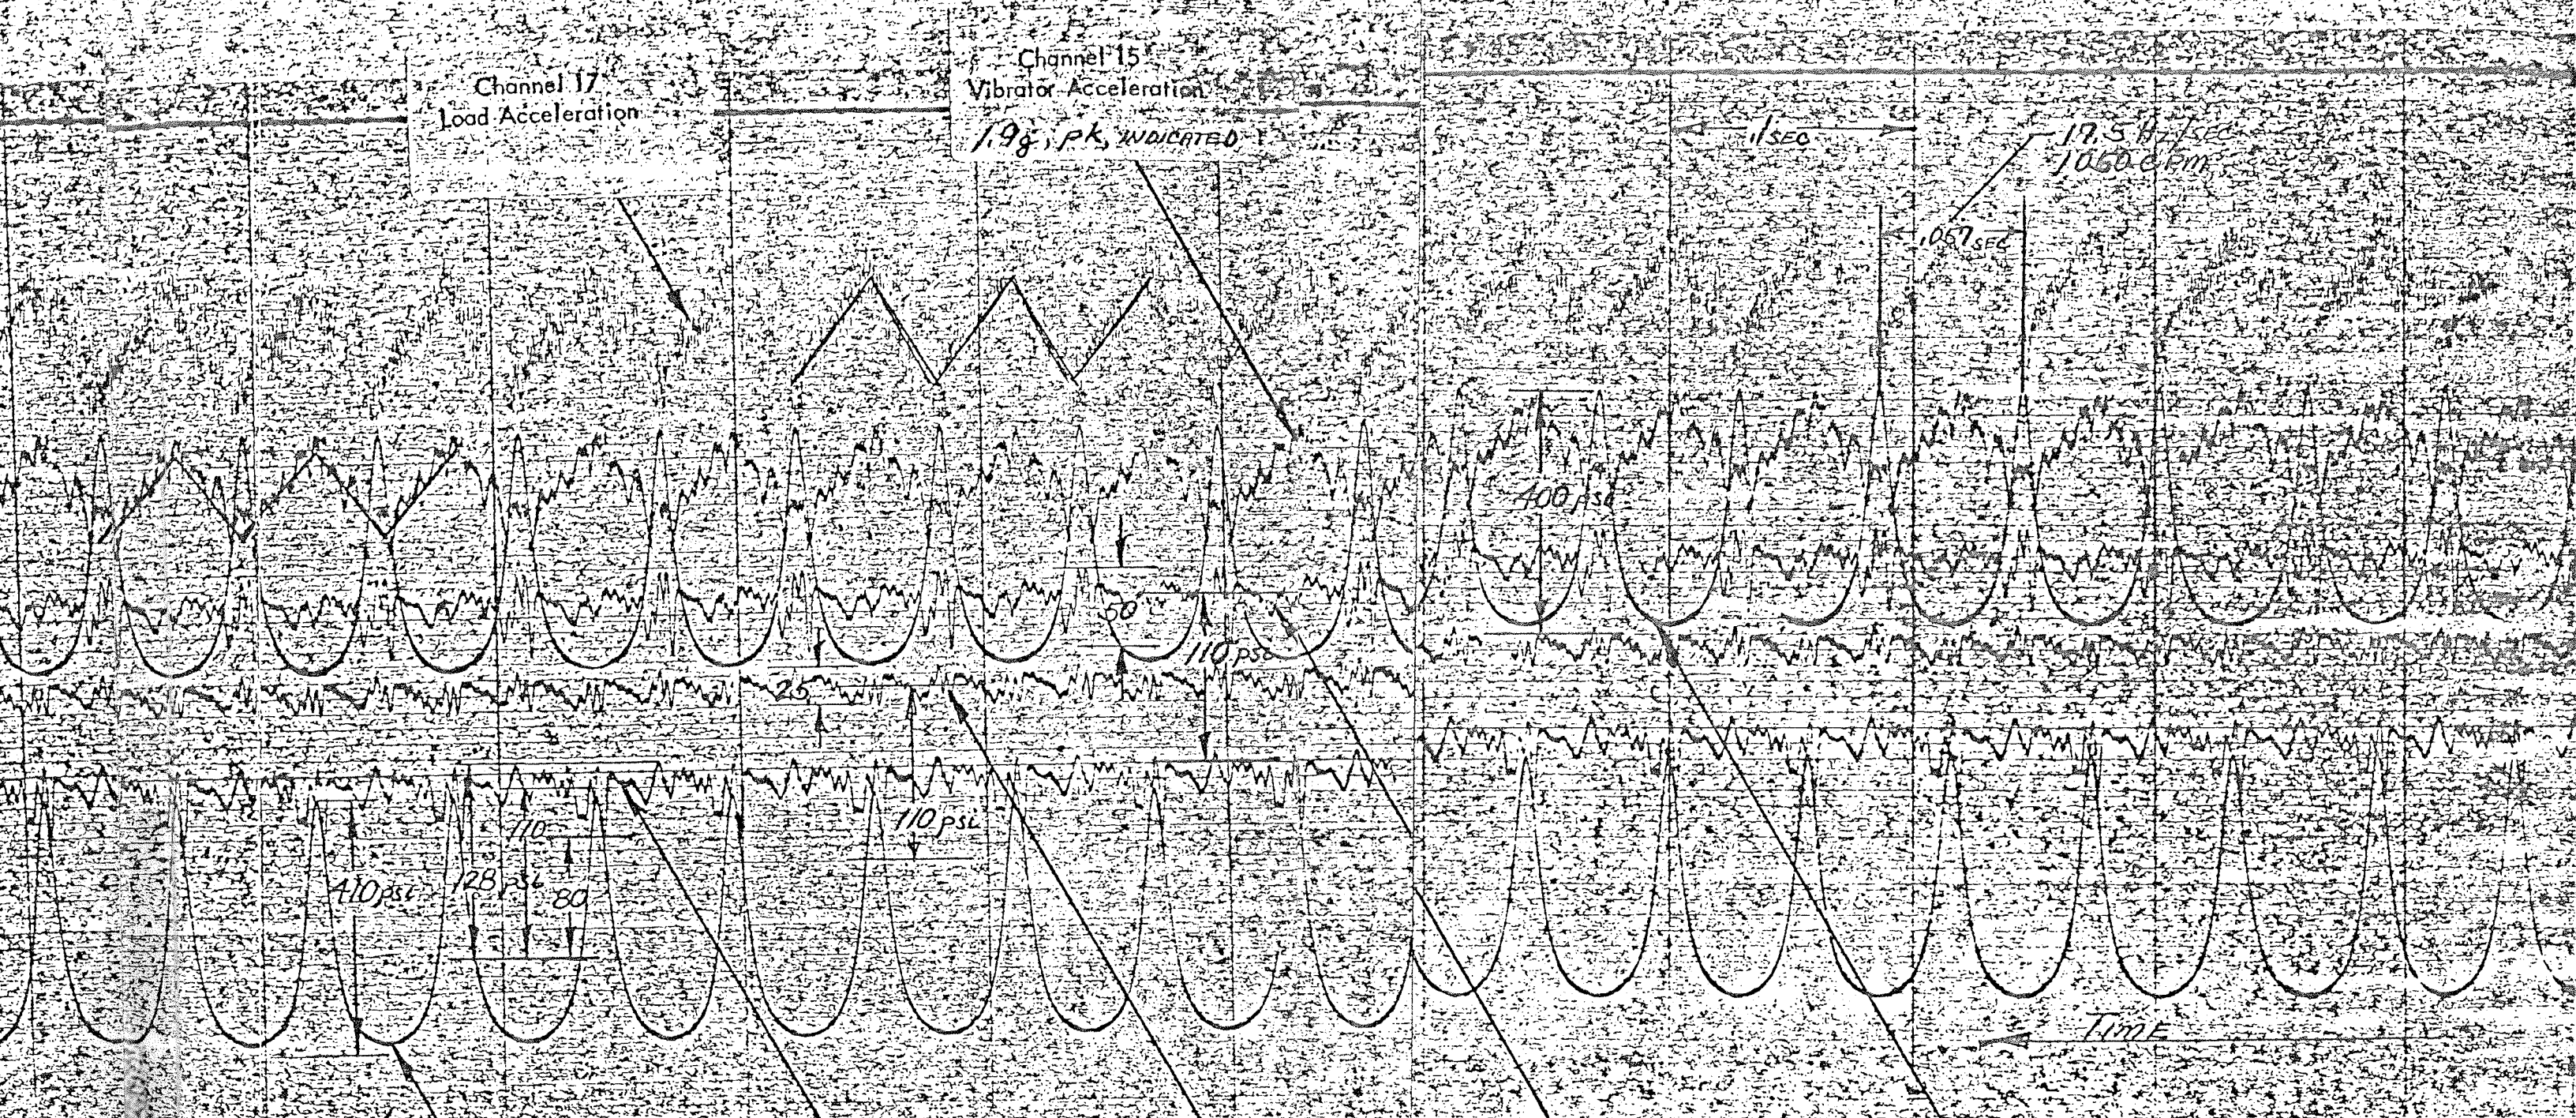 Channel 17
Load Acceleration
Channel 15
Vibrator Acceleration
1.9g, pk, INDICATED
.1 SEC
17.5 Hz/SEC
1060 cpm
.057 SEC
400 psi
50
110 psi
25
110 psi
110
128 psi
80
410 psi
TIME